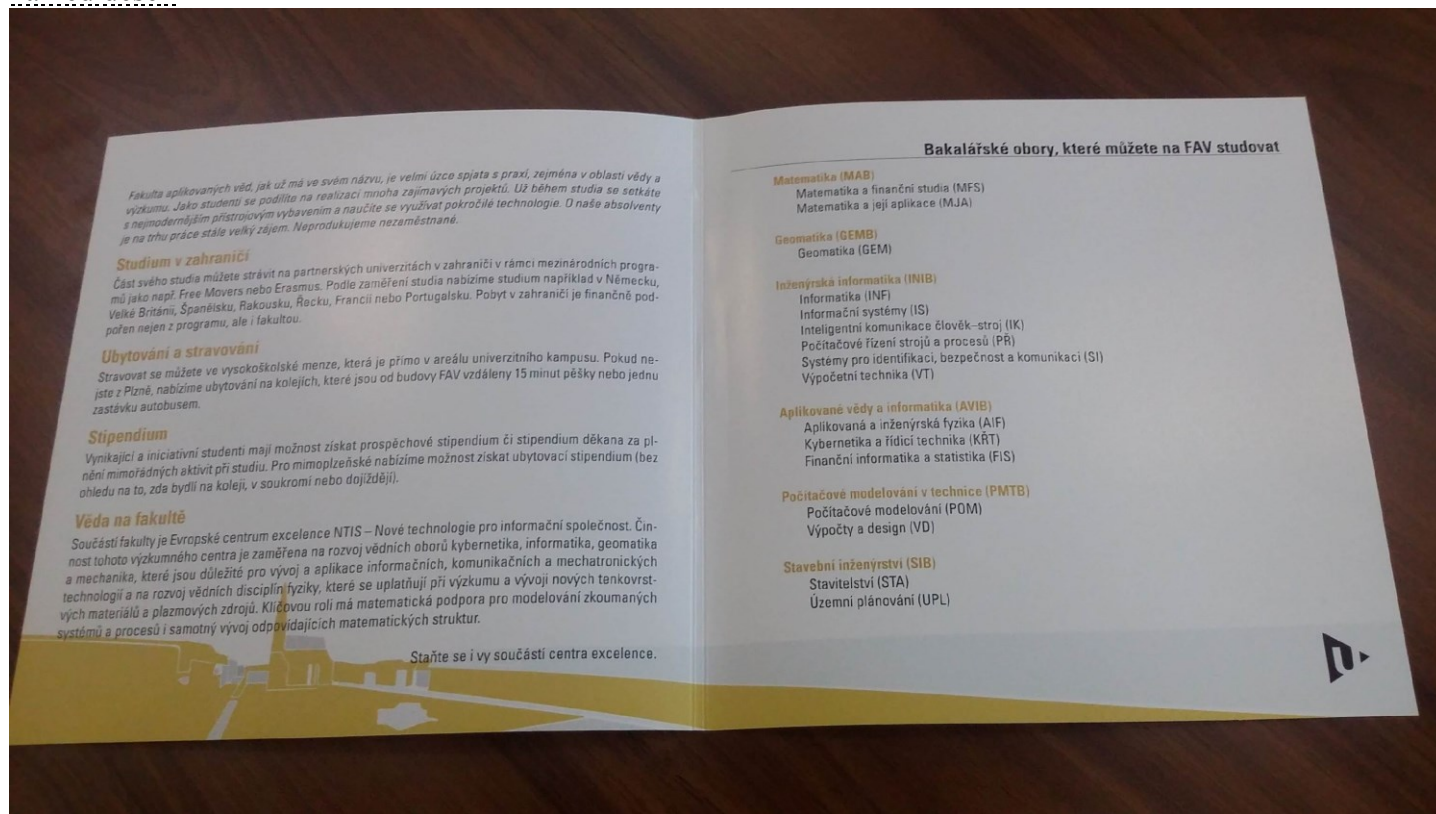 Fakulta aplikovaných věd, jak už má ve svém názvu, je velmi úzce spjata s praxí, zejména v oblasti vědy a
výzkumu. Jako studenti se podílíte na realizaci mnoha zajímavých projektů. Už během studia se setkáte
s nejmodernějším přístrojovým vybavením a naučíte se využívat pokročilé technologie. O naše absolventy
je na trhu práce stále velký zájem. Neprodukujeme nezaměstnané.
Studium v zahraničí
Část svého studia můžete strávit na partnerských univerzitách v zahraničí v rámci mezinárodních progra-
mů jako např. Free Movers nebo Erasmus. Podle zaměření studia nabízíme studium například v Německu,
Velké Británii, Španělsku, Rakousku, Řecku, Francii nebo Portugalsku. Pobyt v zahraničí je finančně pod-
pořen nejen z programu, ale i fakultou.
Ubytování a stravování
Stravovat se můžete ve vysokoškolské menze, která je přímo v areálu univerzitního kampusu. Pokud ne-
jste z Plzně, nabízíme ubytování na kolejích, které jsou od budovy FAV vzdáleny 15 minut pěšky nebo jednu
zastávku autobusem.
Stipendium
Vynikající a iniciativní studenti mají možnost získat prospěchové stipendium či stipendium děkana za pl-
nění mimořádných aktivit při studiu. Pro mimoplzeňské nabízíme možnost získat ubytovací stipendium (bez
ohledu na to, zda bydlí na koleji, v soukromí nebo dojíždějí).
Věda na fakultě
Součástí fakulty je Evropské centrum excelence NTIS – Nové technologie pro informační společnost. Čin-
nost tohoto výzkumného centra je zaměřena na rozvoj vědních oborů kybernetika, informatika, geomatika
a mechanika, které jsou důležité pro vývoj a aplikace informačních, komunikačních a mechatronických
technologií a na rozvoj vědních disciplín fyziky, které se uplatňují při výzkumu a vývoji nových tenkovrst-
vých materiálů a plazmových zdrojů. Klíčovou roli má matematická podpora pro modelování zkoumaných
systémů a procesů i samotný vývoj odpovídajících matematických struktur.
Staňte se i vy součástí centra excelence.
Bakalářské obory, které můžete na FAV studovat
Matematika (MAB)
Matematika a finanční studia (MFS)
Matematika a její aplikace (MJA)
Geomatika (GEMB)
Geomatika (GEM)
Inženýrská informatika (INIB)
Informatika (INF)
Informační systémy (IS)
Inteligentní komunikace člověk–stroj (IK)
Počítačové řízení strojů a procesů (PŘ)
Systémy pro identifikaci, bezpečnost a komunikaci (SI)
Výpočetní technika (VT)
Aplikované vědy a informatika (AVIB)
Aplikovaná a inženýrská fyzika (AIF)
Kybernetika a řídicí technika (KŘT)
Finanční informatika a statistika (FIS)
Počítačové modelování v technice (PMTB)
Počítačové modelování (POM)
Výpočty a design (VD)
Stavební inženýrství (SIB)
Stavitelství (STA)
Územní plánování (UPL)